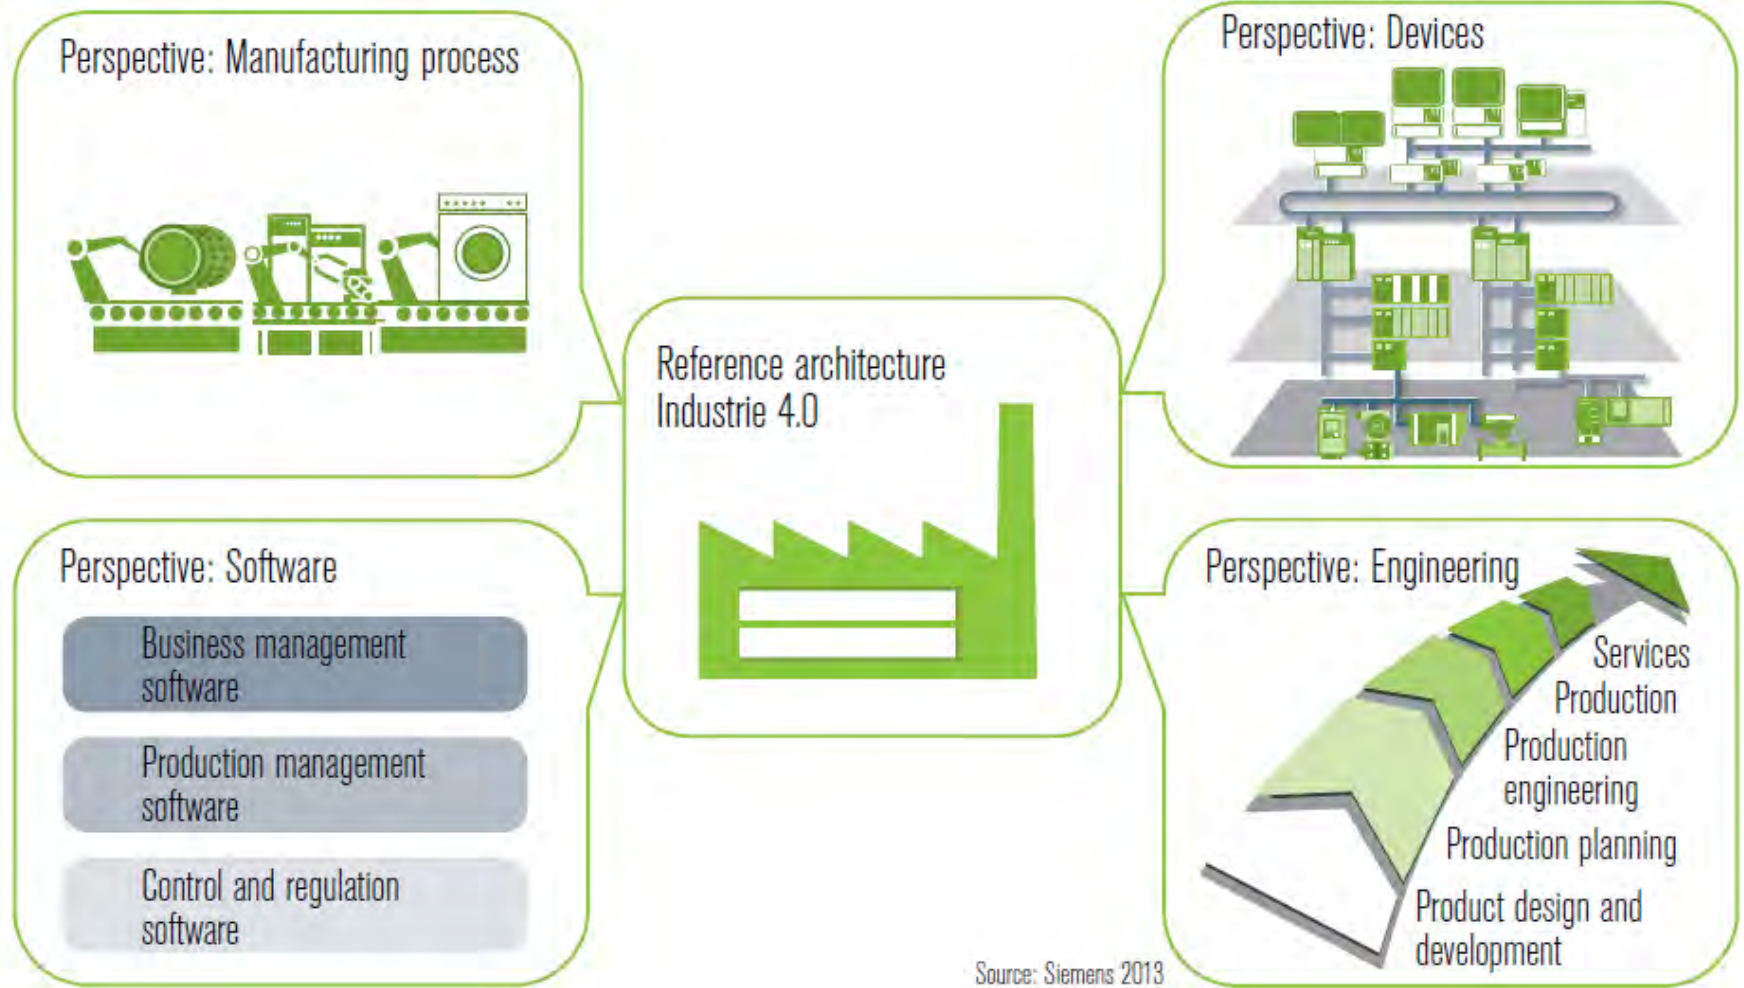 Perspective: Manufacturing process
Perspective: Devices
Reference architecture
Industrie 4.0
Perspective: Software
Business management
software
Production management
software
Control and regulation
software
Perspective: Engineering
Services
Production
Production
engineering
Production planning
Product design and
development
Source: Siemens 2013